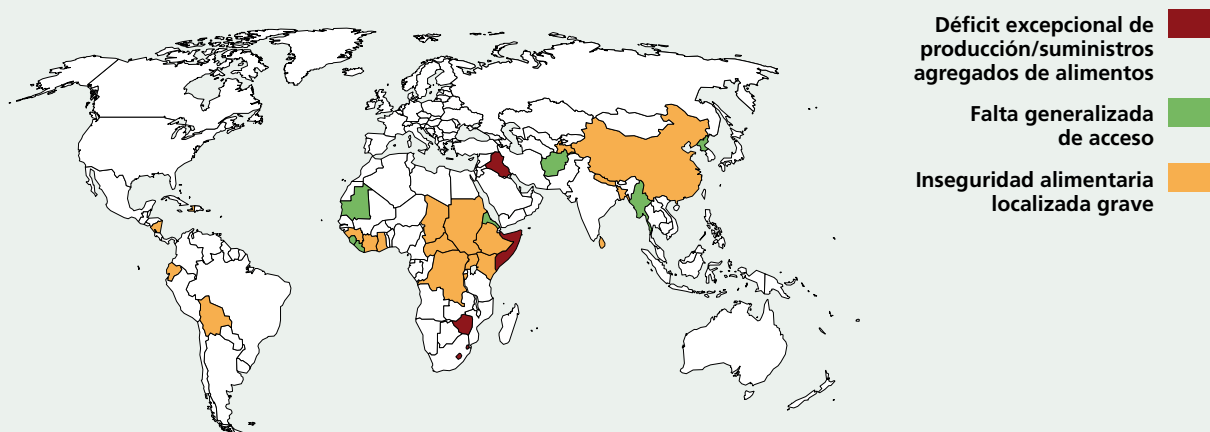 Déficit excepcional de
producción/suministros
agregados de alimentos
Falta generalizada
de acceso
Inseguridad alimentaria
localizada grave